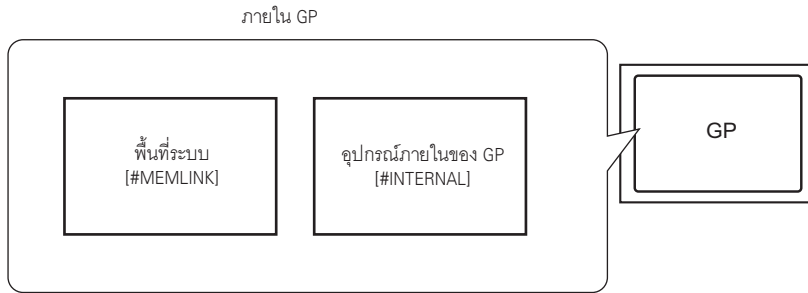 ภายใน GP
พื้นที่ระบบ
[#MEMLINK]
อุปกรณ์ภายในของ GP
[#INTERNAL]
GP